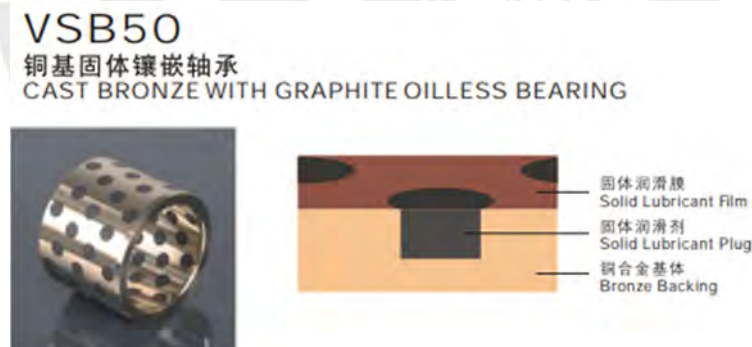 VSB50
铜基固体镶嵌轴承
CAST BRONZE WITH GRAPHITE OILLESS BEARING
固体润滑膜
Solid Lubricant Film
固体润滑剂
Solid Lubricant Plug
铜合金基体
Bronze Backing